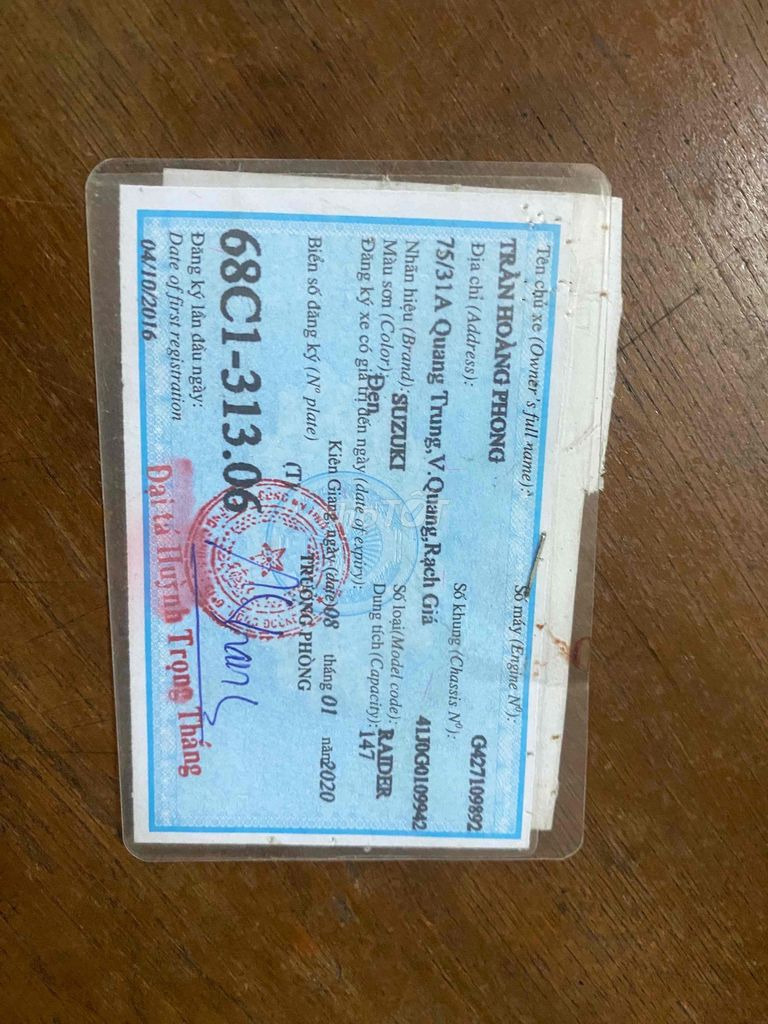 Tên chủ xe (Owner's full name):
Số máy (Engine N°):
TRẦN HOÀNG PHONG
G427109892
Địa chỉ (Address):
Số khung (Chassis N°):
75/31A Quang Trung,V.Quang,Rạch Giá
41J0G0109942
Nhãn hiệu (Brand): SUZUKI
Số loại(Model code): RAIDER
Màu sơn (Color): Đen
Dung tích (Capacity): 147
Đăng ký xe có giá trị đến ngày (date of expiry):
Kiên Giang,ngày (date) 08 tháng 01 năm 2020
Biển số đăng ký (N° plate)
TRƯỞNG PHÒNG
68C1-313.06
Đăng ký lần đầu ngày:
Date of first registration
04/10/2016
Đại tá Huỳnh Trọng Thắng